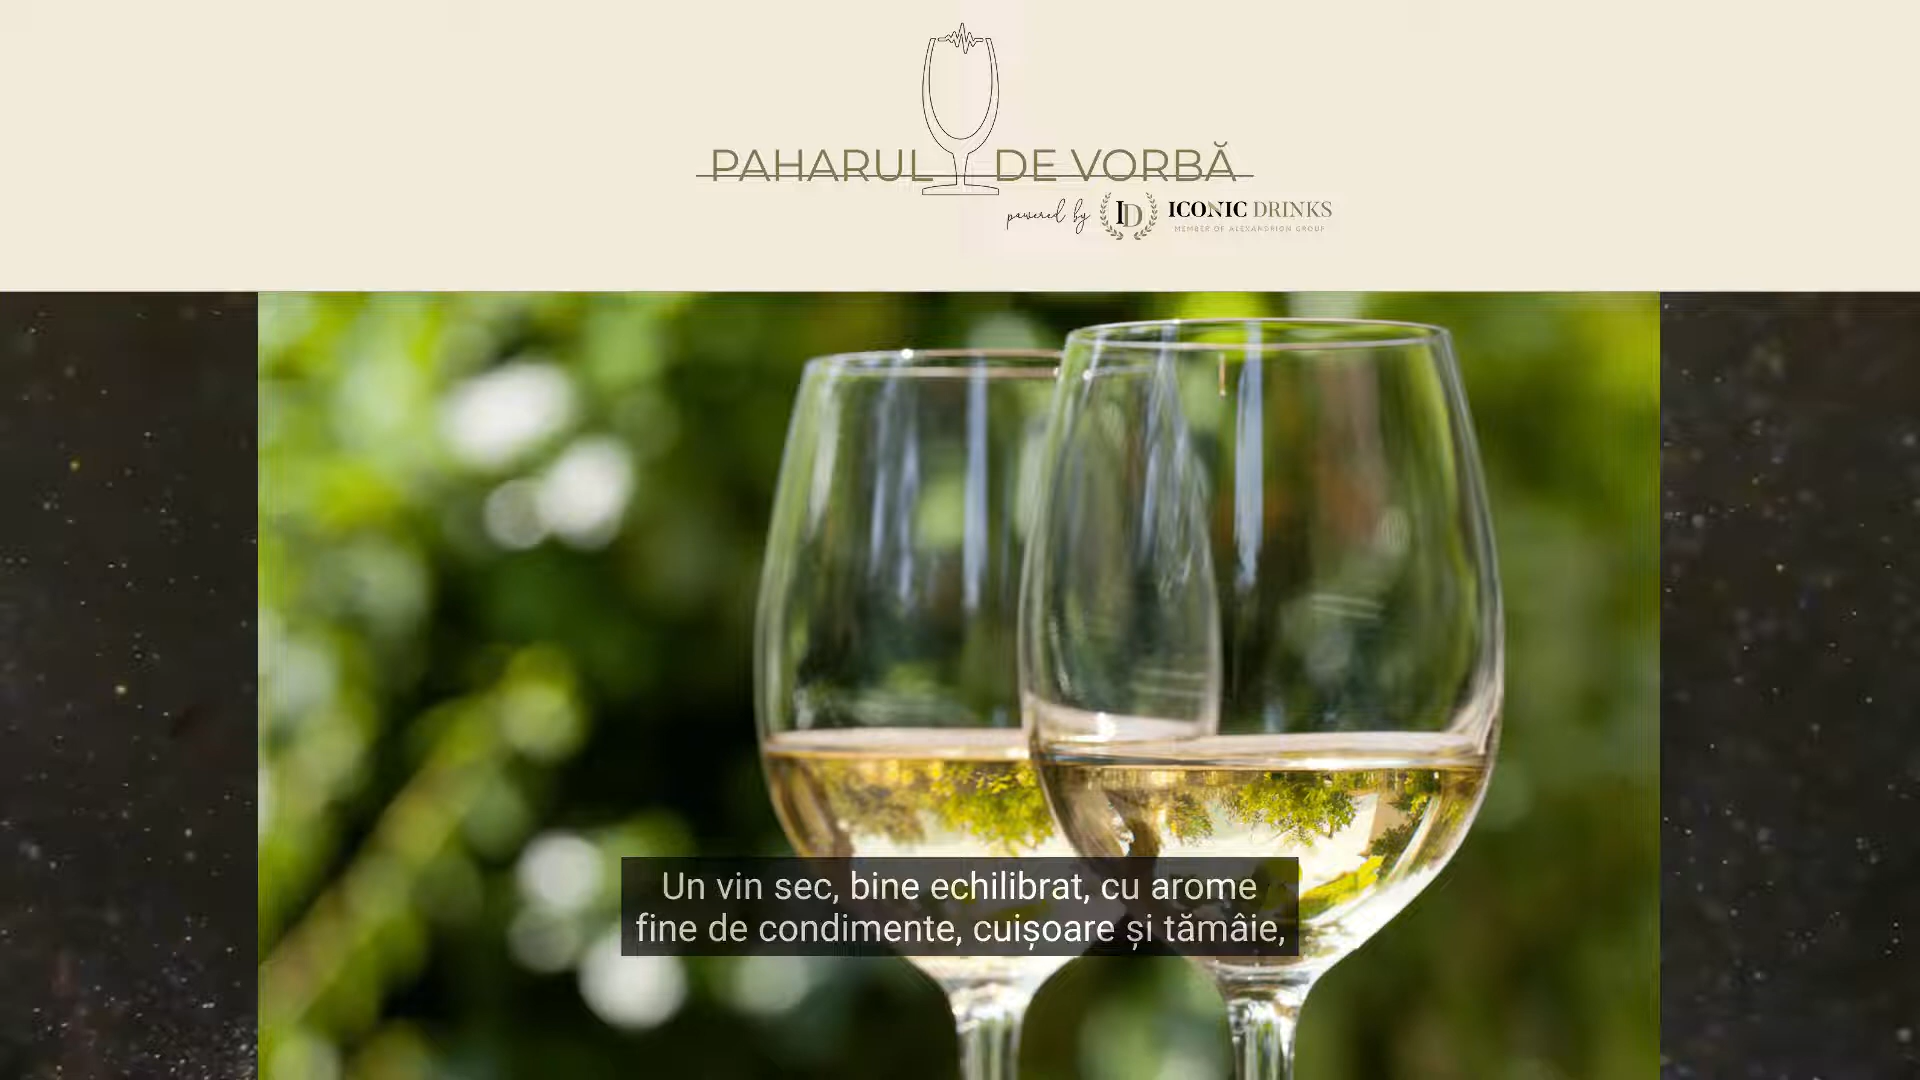 PAHARUL DE VORBĂ
powered by ID ICONIC DRINKS
MEMBER OF ALEXANDRION GROUP
Un vin sec, bine echilibrat, cu arome
fine de condimente, cuișoare și tămâie,